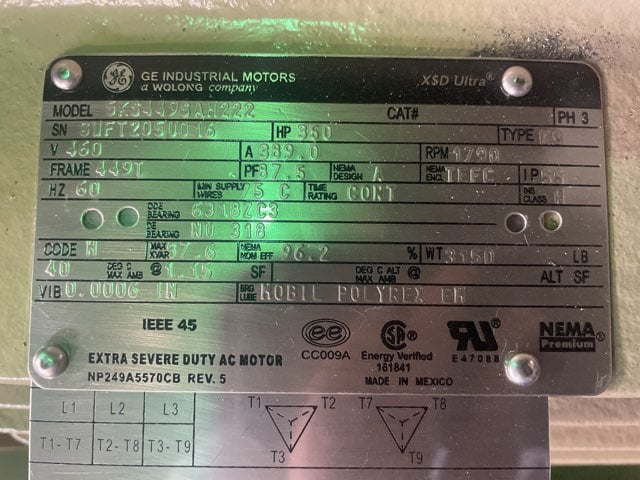 GE INDUSTRIAL MOTORS
a WOLONG company
X$D Ultra®
MODEL CAT# PH 3
SN HP 350 TYPE
V 460 A 389.0 RPM 1790
FRAME 449T PF 87.5 NEMA DESIGN A NEMA ENCL TEFC IP 55
HZ 60 MIN SUPPLY WIRES 75 C TIME RATING CONT INS CLASS
ODE BEARING 6318ZC3
DE BEARING NU 318
CODE H MAX KVAR 47.6 NEMA NOM EFF 96.2 % WT 3150 LB
40 DEG C MAX AMB @ 1.15 SF DEG C ALT MAX AMB @ ALT SF
VIB 0.0006 IN BRG LUBE MOBIL POLYREX EM
IEEE 45
ee
CC009A
SA
Energy Verified
161841
E47088
NEMA
Premium
EXTRA SEVERE DUTY AC MOTOR
NP249A5570CB REV. 5
MADE IN MEXICO
L1 L2 L3
T1-T7 T2-T8 T3-T9
T1 T2 T7 T8
T3 T9